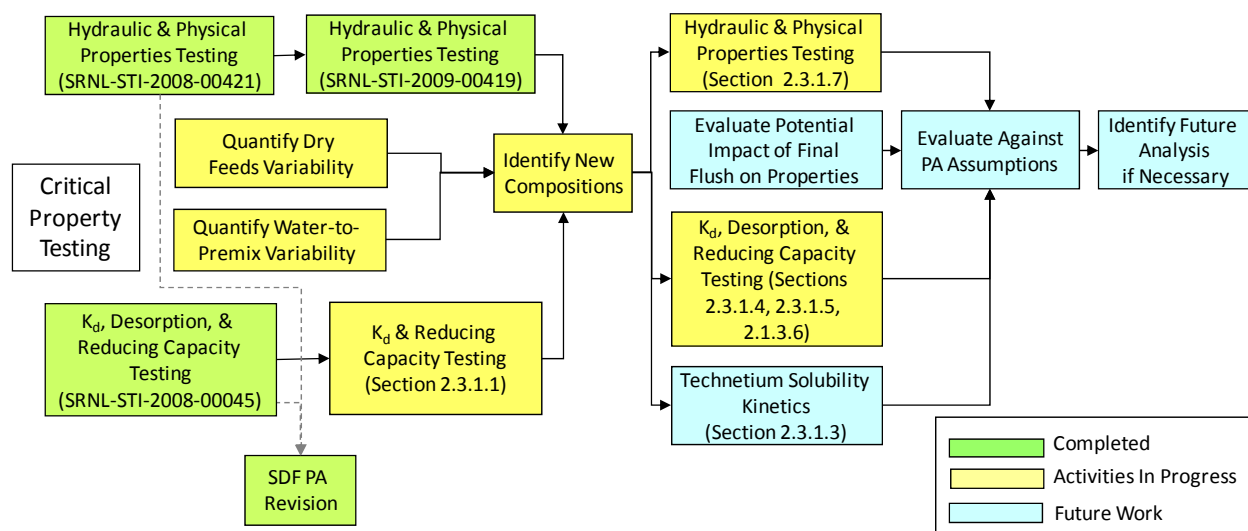 Hydraulic & Physical
Properties Testing
(SRNL-STI-2008-00421)
Hydraulic & Physical
Properties Testing
(SRNL-STI-2009-00419)
Hydraulic & Physical
Properties Testing
(Section 2.3.1.7)
Quantify Dry
Feeds Variability
Evaluate Potential
Impact of Final
Flush on Properties
Evaluate Against
PA Assumptions
Identify Future
Analysis
if Necessary
Identify New
Compositions
Critical
Property
Testing
Quantify Water-to-
Premix Variability
Kd, Desorption, &
Reducing Capacity
Testing (Sections
2.3.1.4, 2.3.1.5,
2.1.3.6)
Kd, Desorption, &
Reducing Capacity
Testing
(SRNL-STI-2008-00045)
Kd & Reducing
Capacity Testing
(Section 2.3.1.1)
Technetium Solubility
Kinetics
(Section 2.3.1.3)
SDF PA
Revision
Completed
Activities In Progress
Future Work